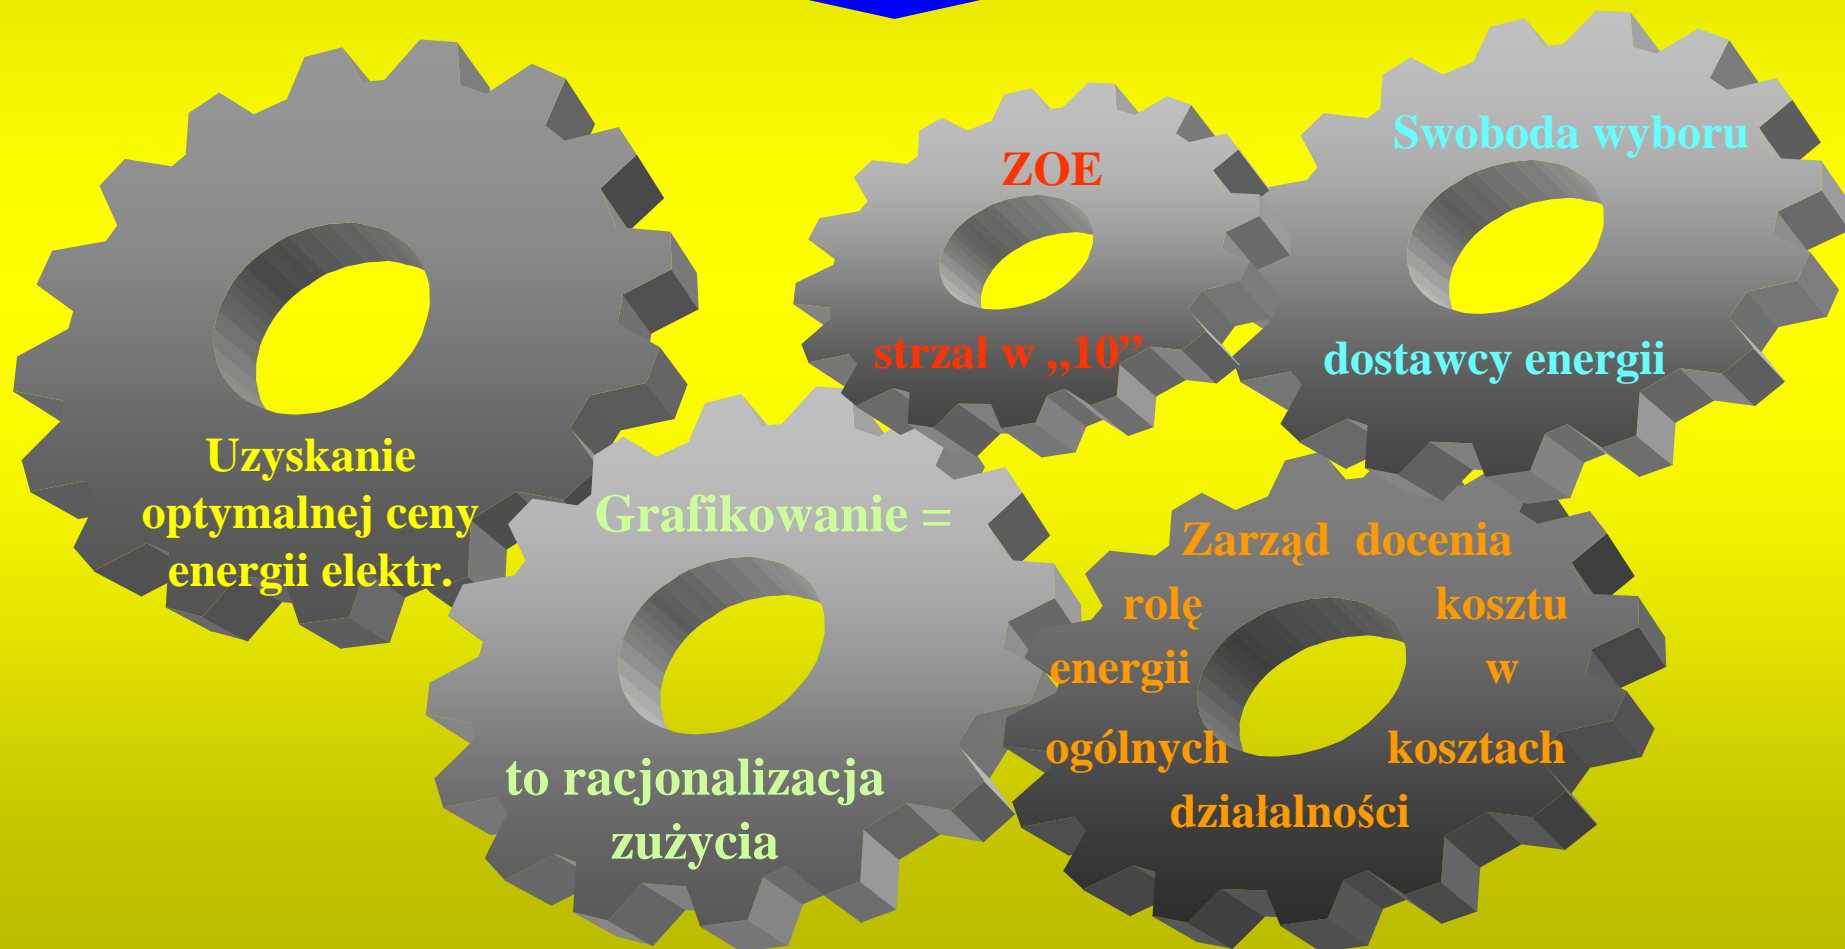 Uzyskanie
optymalnej ceny
energii elektr.
ZOE
strzał w „10”
Swoboda wyboru
dostawcy energii
Grafikowanie =
to racjonalizacja
zużycia
Zarząd docenia
rolę kosztu
energii w
ogólnych kosztach
działalności